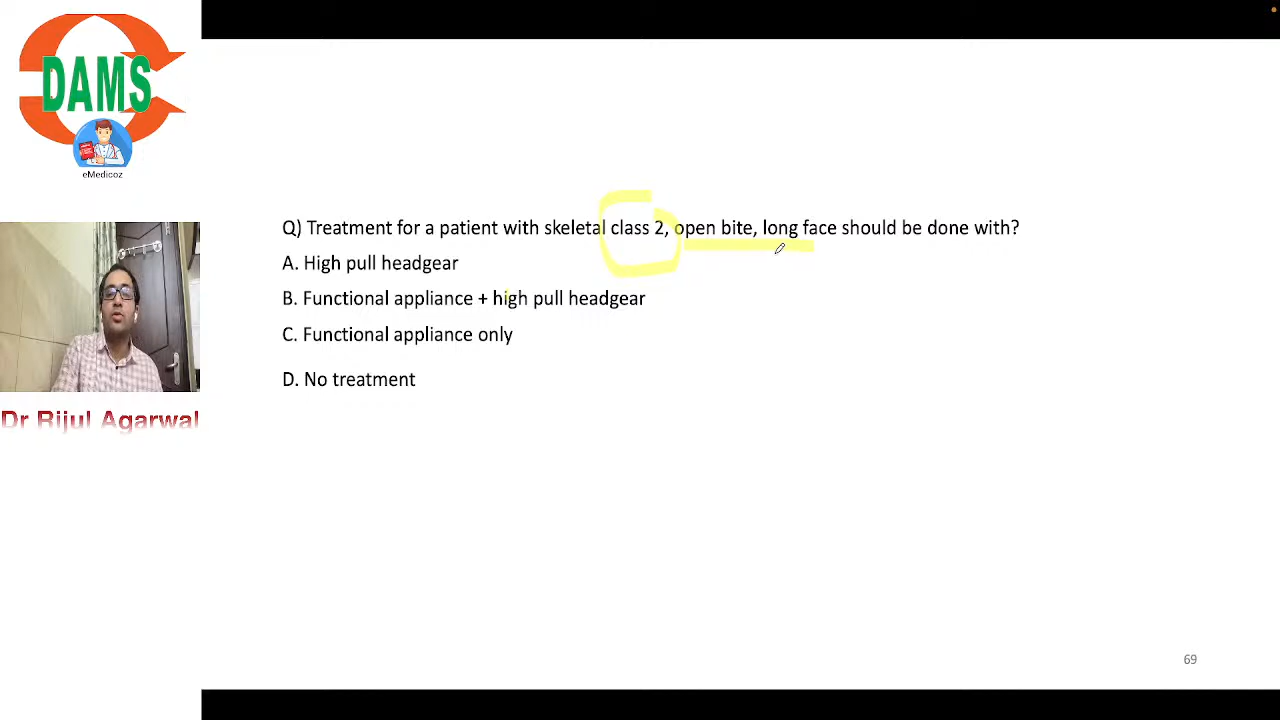 DAMS
eMedicoz
Dr Rijul Agarwal
Q) Treatment for a patient with skeletal class 2, open bite, long face should be done with?
A. High pull headgear
B. Functional appliance + high pull headgear
C. Functional appliance only
D. No treatment
69